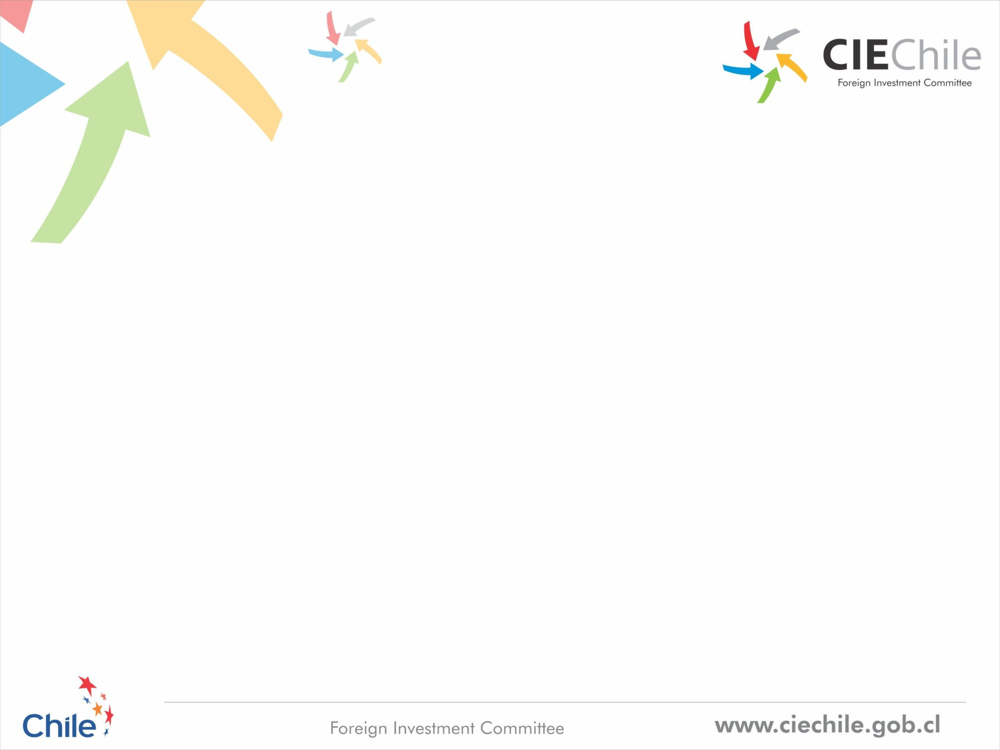 CIEChile
Foreign Investment Committee
Chile
Foreign Investment Committee
www.ciechile.gob.cl